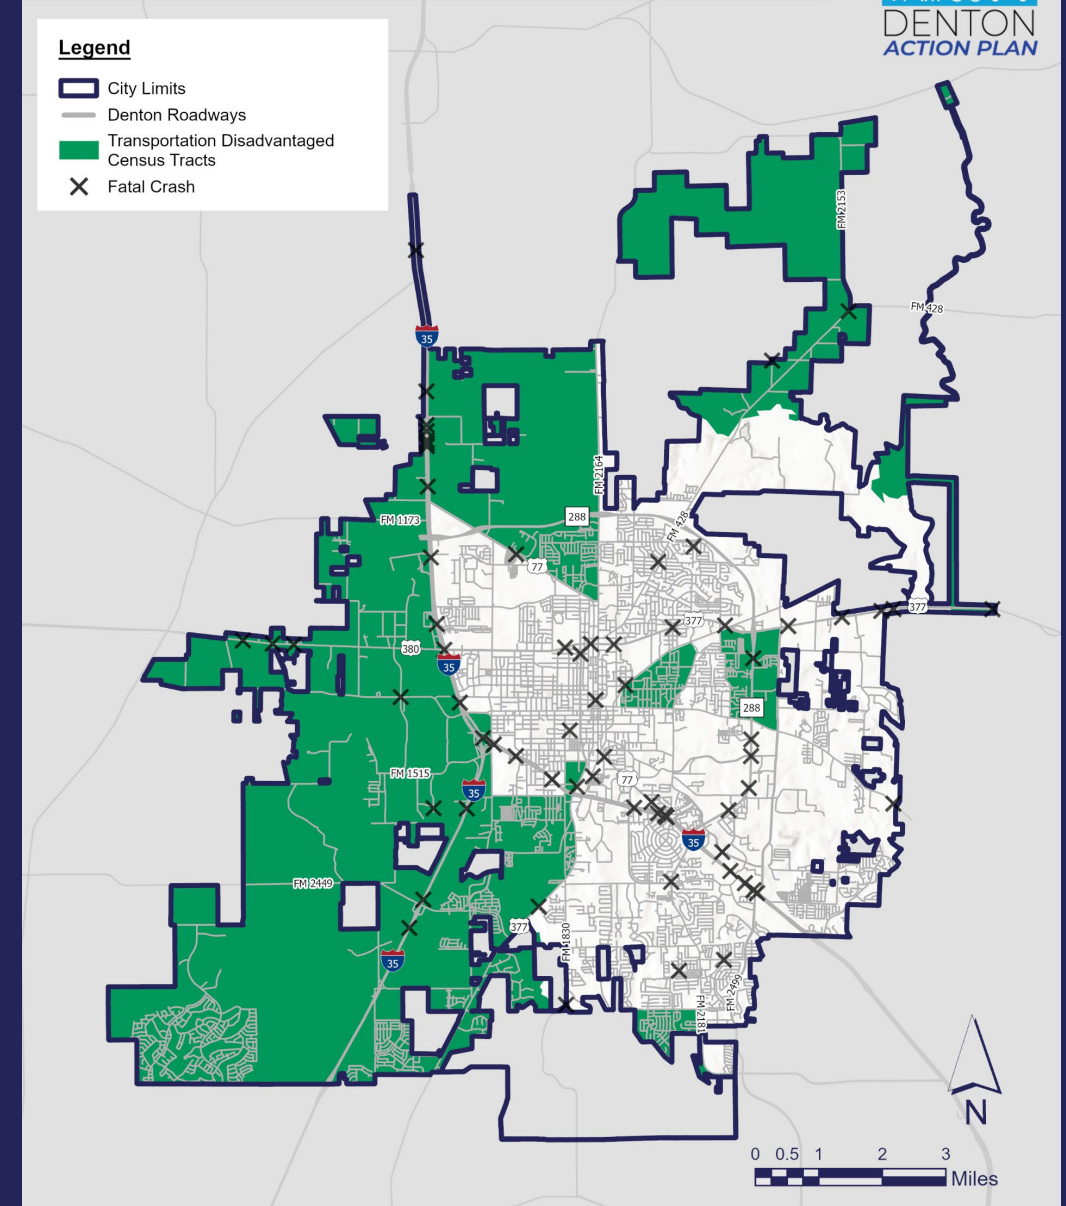 DENTON
ACTION PLAN
Legend
City Limits
Denton Roadways
Transportation Disadvantaged
Census Tracts
Fatal Crash
FM 2153
FM 428
35
FM 2164
FM 1173
288
FM 428
77
377
377
380
35
288
FM 1515
35
77
35
FM 2449
377
FM 1830
35
FM 2499
FM 2181
N
0 0.5 1 2 3
Miles